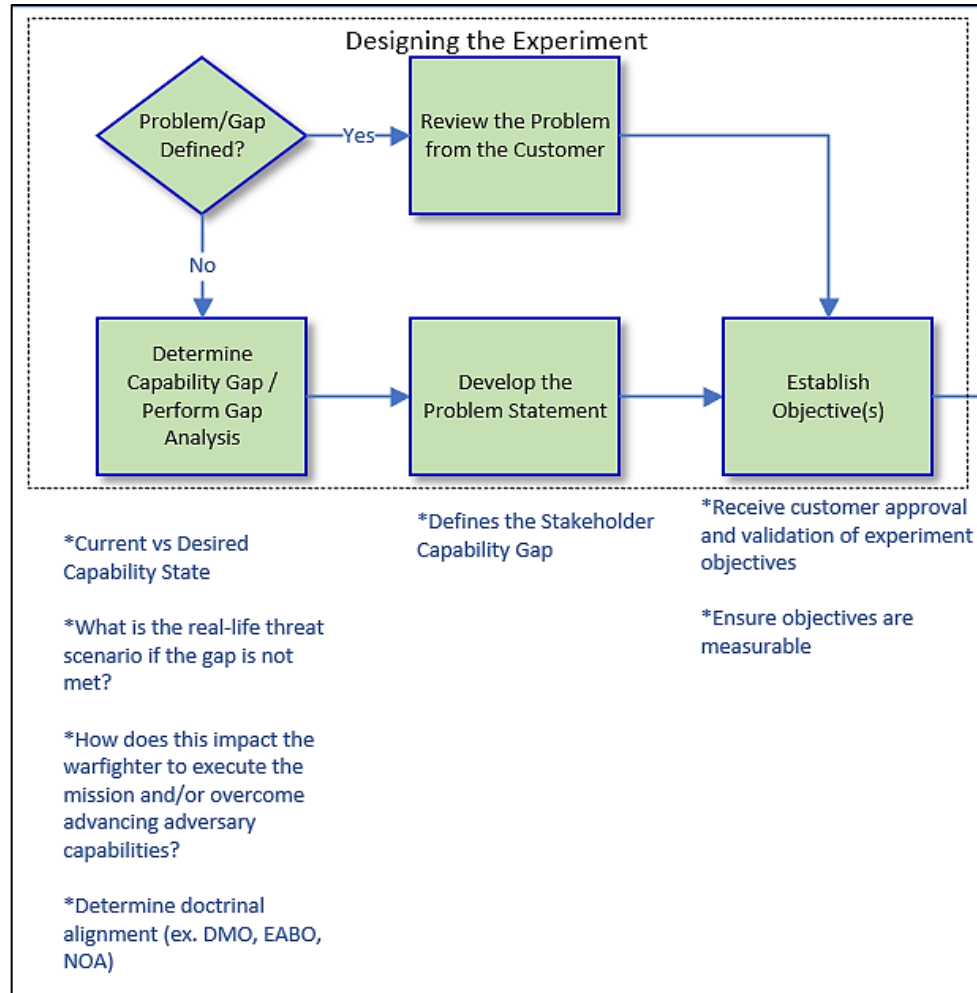 Designing the Experiment
Problem/Gap
Defined?
Yes
Review the Problem
from the Customer
No
Determine
Capability Gap /
Perform Gap
Analysis
Develop the
Problem Statement
Establish
Objective(s)
*Current vs Desired
Capability State
*What is the real-life threat
scenario if the gap is not
met?
*How does this impact the
warfighter to execute the
mission and/or overcome
advancing adversary
capabilities?
*Determine doctrinal
alignment (ex. DMO, EABO,
NOA)
*Defines the Stakeholder
Capability Gap
*Receive customer approval
and validation of experiment
objectives
*Ensure objectives are
measurable